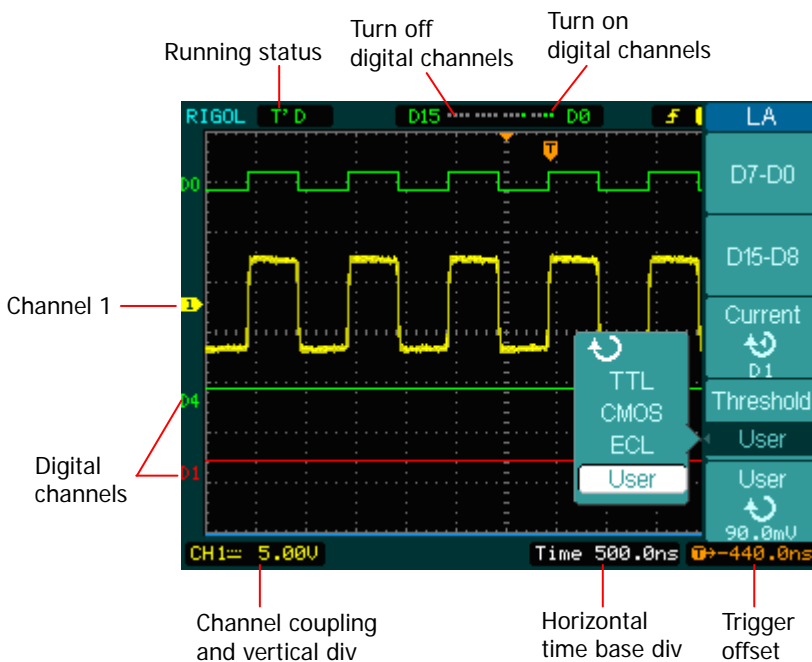 Turn off
digital channels
Turn on
digital channels
Running status
RIGOL T'D D15 D0
LA
D7-D0
D15-D8
Current
D1
Threshold
User
User
90.0mV
D0
Channel 1
1
T
TTL
CMOS
ECL
User
D4
D1
Digital
channels
CH1 5.00V Time 500.0ns T→-440.0ns
Channel coupling
and vertical div
Horizontal
time base div
Trigger
offset